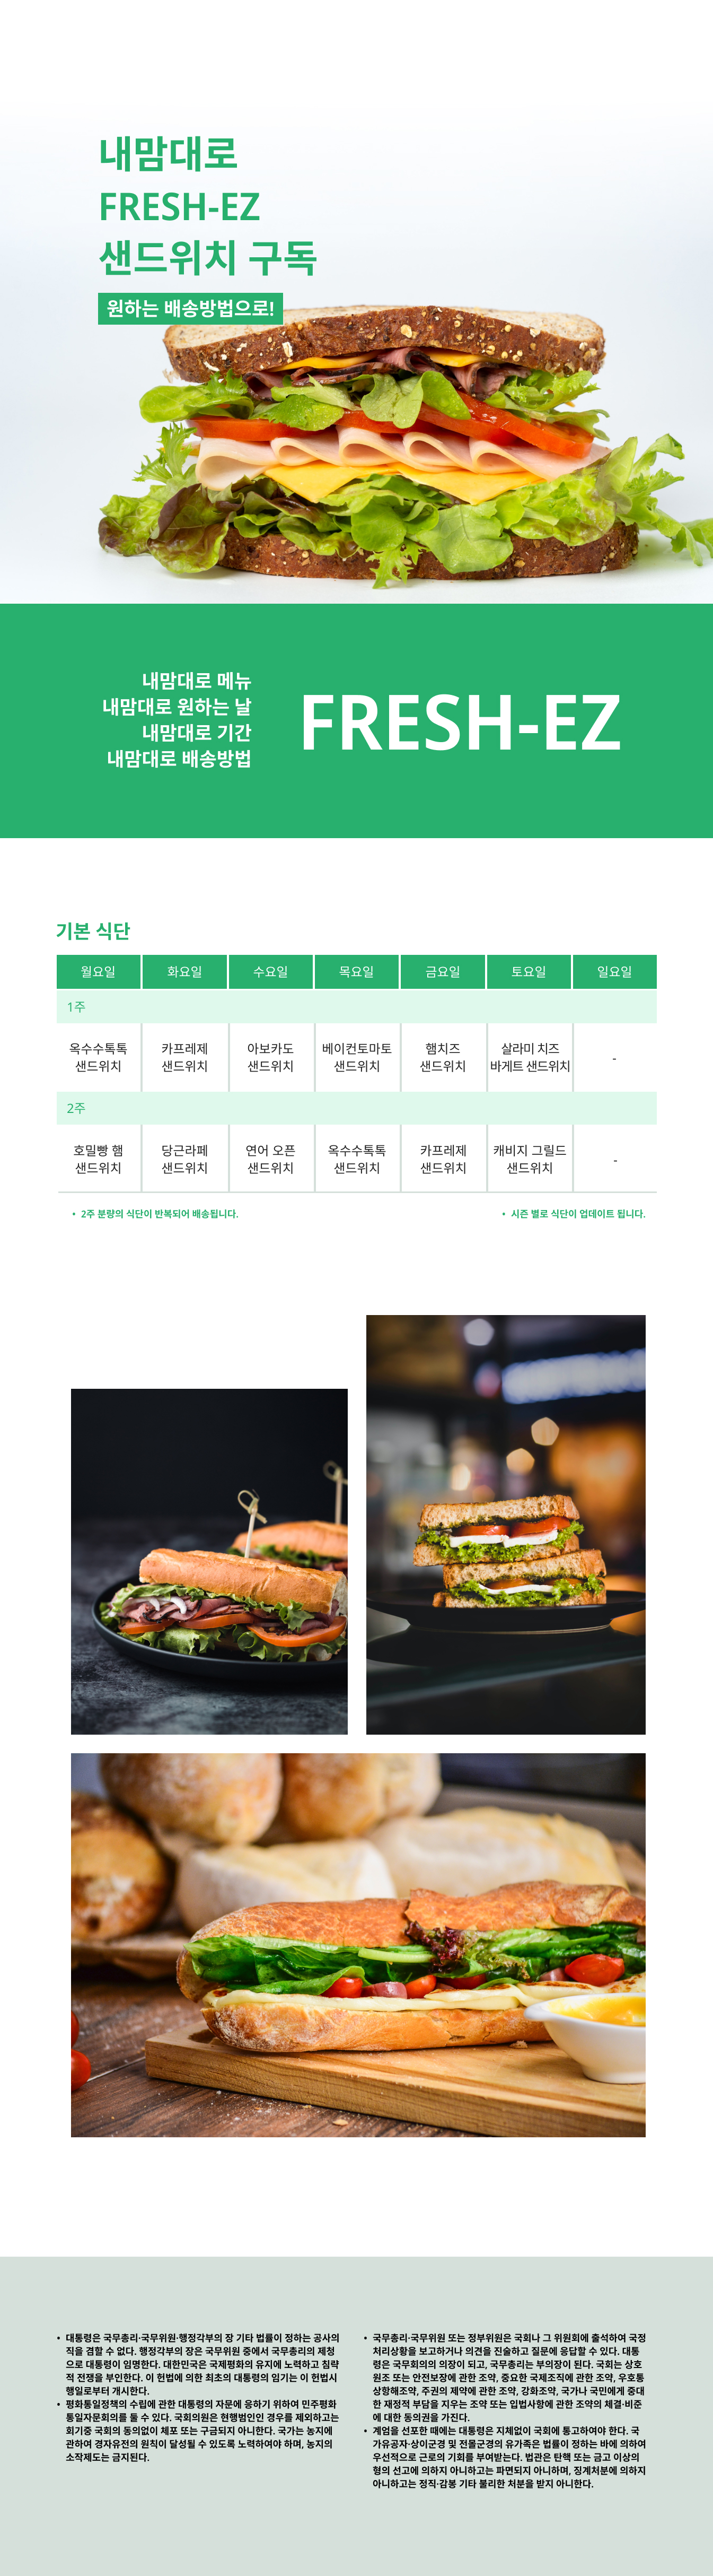 내맘대로
FRESH-EZ
샌드위치 구독
원하는 배송방법으로!
내맘대로 메뉴
내맘대로 원하는 날
내맘대로 기간
내맘대로 배송방법
FRESH-EZ
기본 식단
월요일 화요일 수요일 목요일 금요일 토요일 일요일
1주
옥수수톡톡 카프레제 아보카도 베이컨토마토 햄치즈 살라미 치즈 -
샌드위치 샌드위치 샌드위치 샌드위치 샌드위치 바게트 샌드위치
2주
호밀빵 햄 당근라페 연어 오픈 옥수수톡톡 카프레제 캐비지 그릴드 -
샌드위치 샌드위치 샌드위치 샌드위치 샌드위치 샌드위치
• 2주 분량의 식단이 반복되어 배송됩니다.
• 시즌 별로 식단이 업데이트 됩니다.
• 대통령은 국무총리·국무위원·행정각부의 장 기타 법률이 정하는 공사의
직을 겸할 수 없다. 행정각부의 장은 국무위원 중에서 국무총리의 제청
으로 대통령이 임명한다. 대한민국은 국제평화의 유지에 노력하고 침략
적 전쟁을 부인한다. 이 헌법에 의한 최초의 대통령의 임기는 이 헌법시
행일로부터 개시한다.
• 평화통일정책의 수립에 관한 대통령의 자문에 응하기 위하여 민주평화
통일자문회의를 둘 수 있다. 국회의원은 현행범인인 경우를 제외하고는
회기중 국회의 동의없이 체포 또는 구금되지 아니한다. 국가는 농지에
관하여 경자유전의 원칙이 달성될 수 있도록 노력하여야 하며, 농지의
소작제도는 금지된다.
• 국무총리·국무위원 또는 정부위원은 국회나 그 위원회에 출석하여 국정
처리상황을 보고하거나 의견을 진술하고 질문에 응답할 수 있다. 대통
령은 국무회의의 의장이 되고, 국무총리는 부의장이 된다. 국회는 상호
원조 또는 안전보장에 관한 조약, 중요한 국제조직에 관한 조약, 우호통
상항해조약, 주권의 제약에 관한 조약, 강화조약, 국가나 국민에게 중대
한 재정적 부담을 지우는 조약 또는 입법사항에 관한 조약의 체결·비준
에 대한 동의권을 가진다.
• 계엄을 선포한 때에는 대통령은 지체없이 국회에 통고하여야 한다. 국
가유공자·상이군경 및 전몰군경의 유가족은 법률이 정하는 바에 의하여
우선적으로 근로의 기회를 부여받는다. 법관은 탄핵 또는 금고 이상의
형의 선고에 의하지 아니하고는 파면되지 아니하며, 징계처분에 의하지
아니하고는 정직·감봉 기타 불리한 처분을 받지 아니한다.